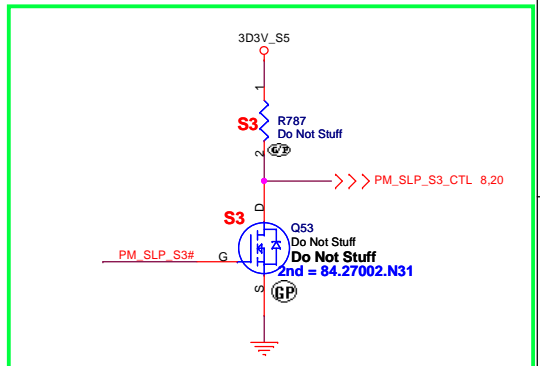 3D3V_S5
1
S3
R787
Do Not Stuff
2
GP
PM_SLP_S3_CTL 8,20
D
S3
Q53
Do Not Stuff
PM_SLP_S3#
G
Do Not Stuff
2nd = 84.27002.N31
S
GP